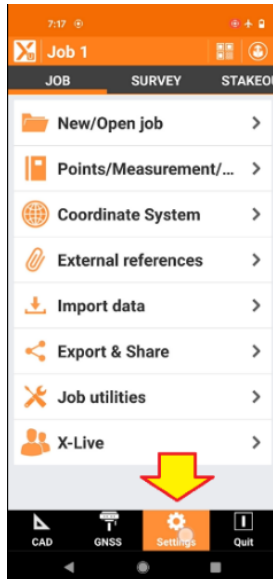 7:17
Job 1
JOB SURVEY STAKEO
New/Open job
Points/Measurement/...
Coordinate System
External references
Import data
Export & Share
Job utilities
X-Live
CAD GNSS Settings Quit